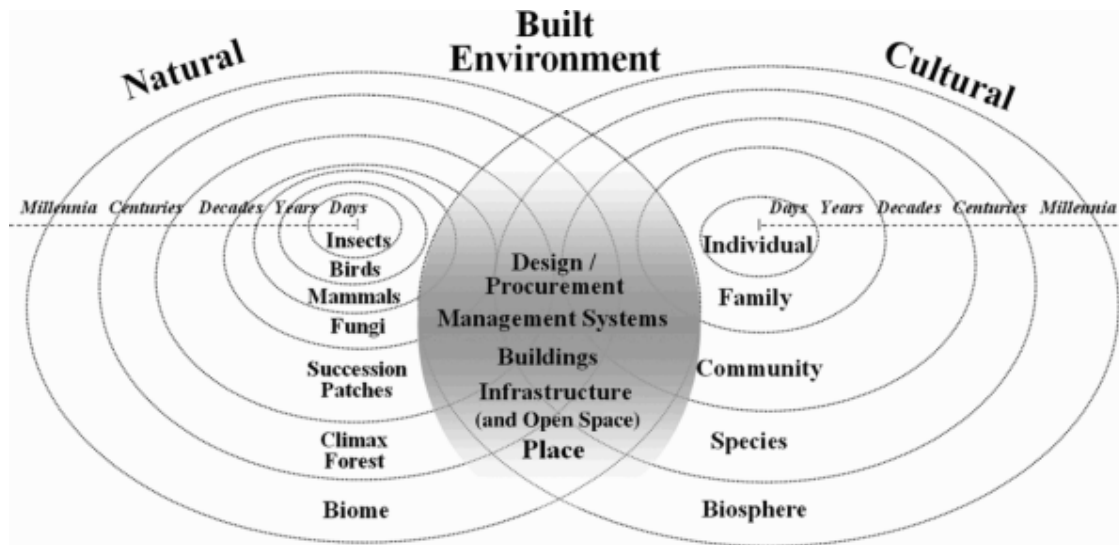 Natural
Built
Environment
Cultural
Millennia Centuries Decades Years Days
Days Years Decades Centuries Millennia
Insects
Birds
Mammals
Fungi
Succession
Patches
Climax
Forest
Biome
Design /
Procurement
Management Systems
Buildings
Infrastructure
(and Open Space)
Place
Individual
Family
Community
Species
Biosphere